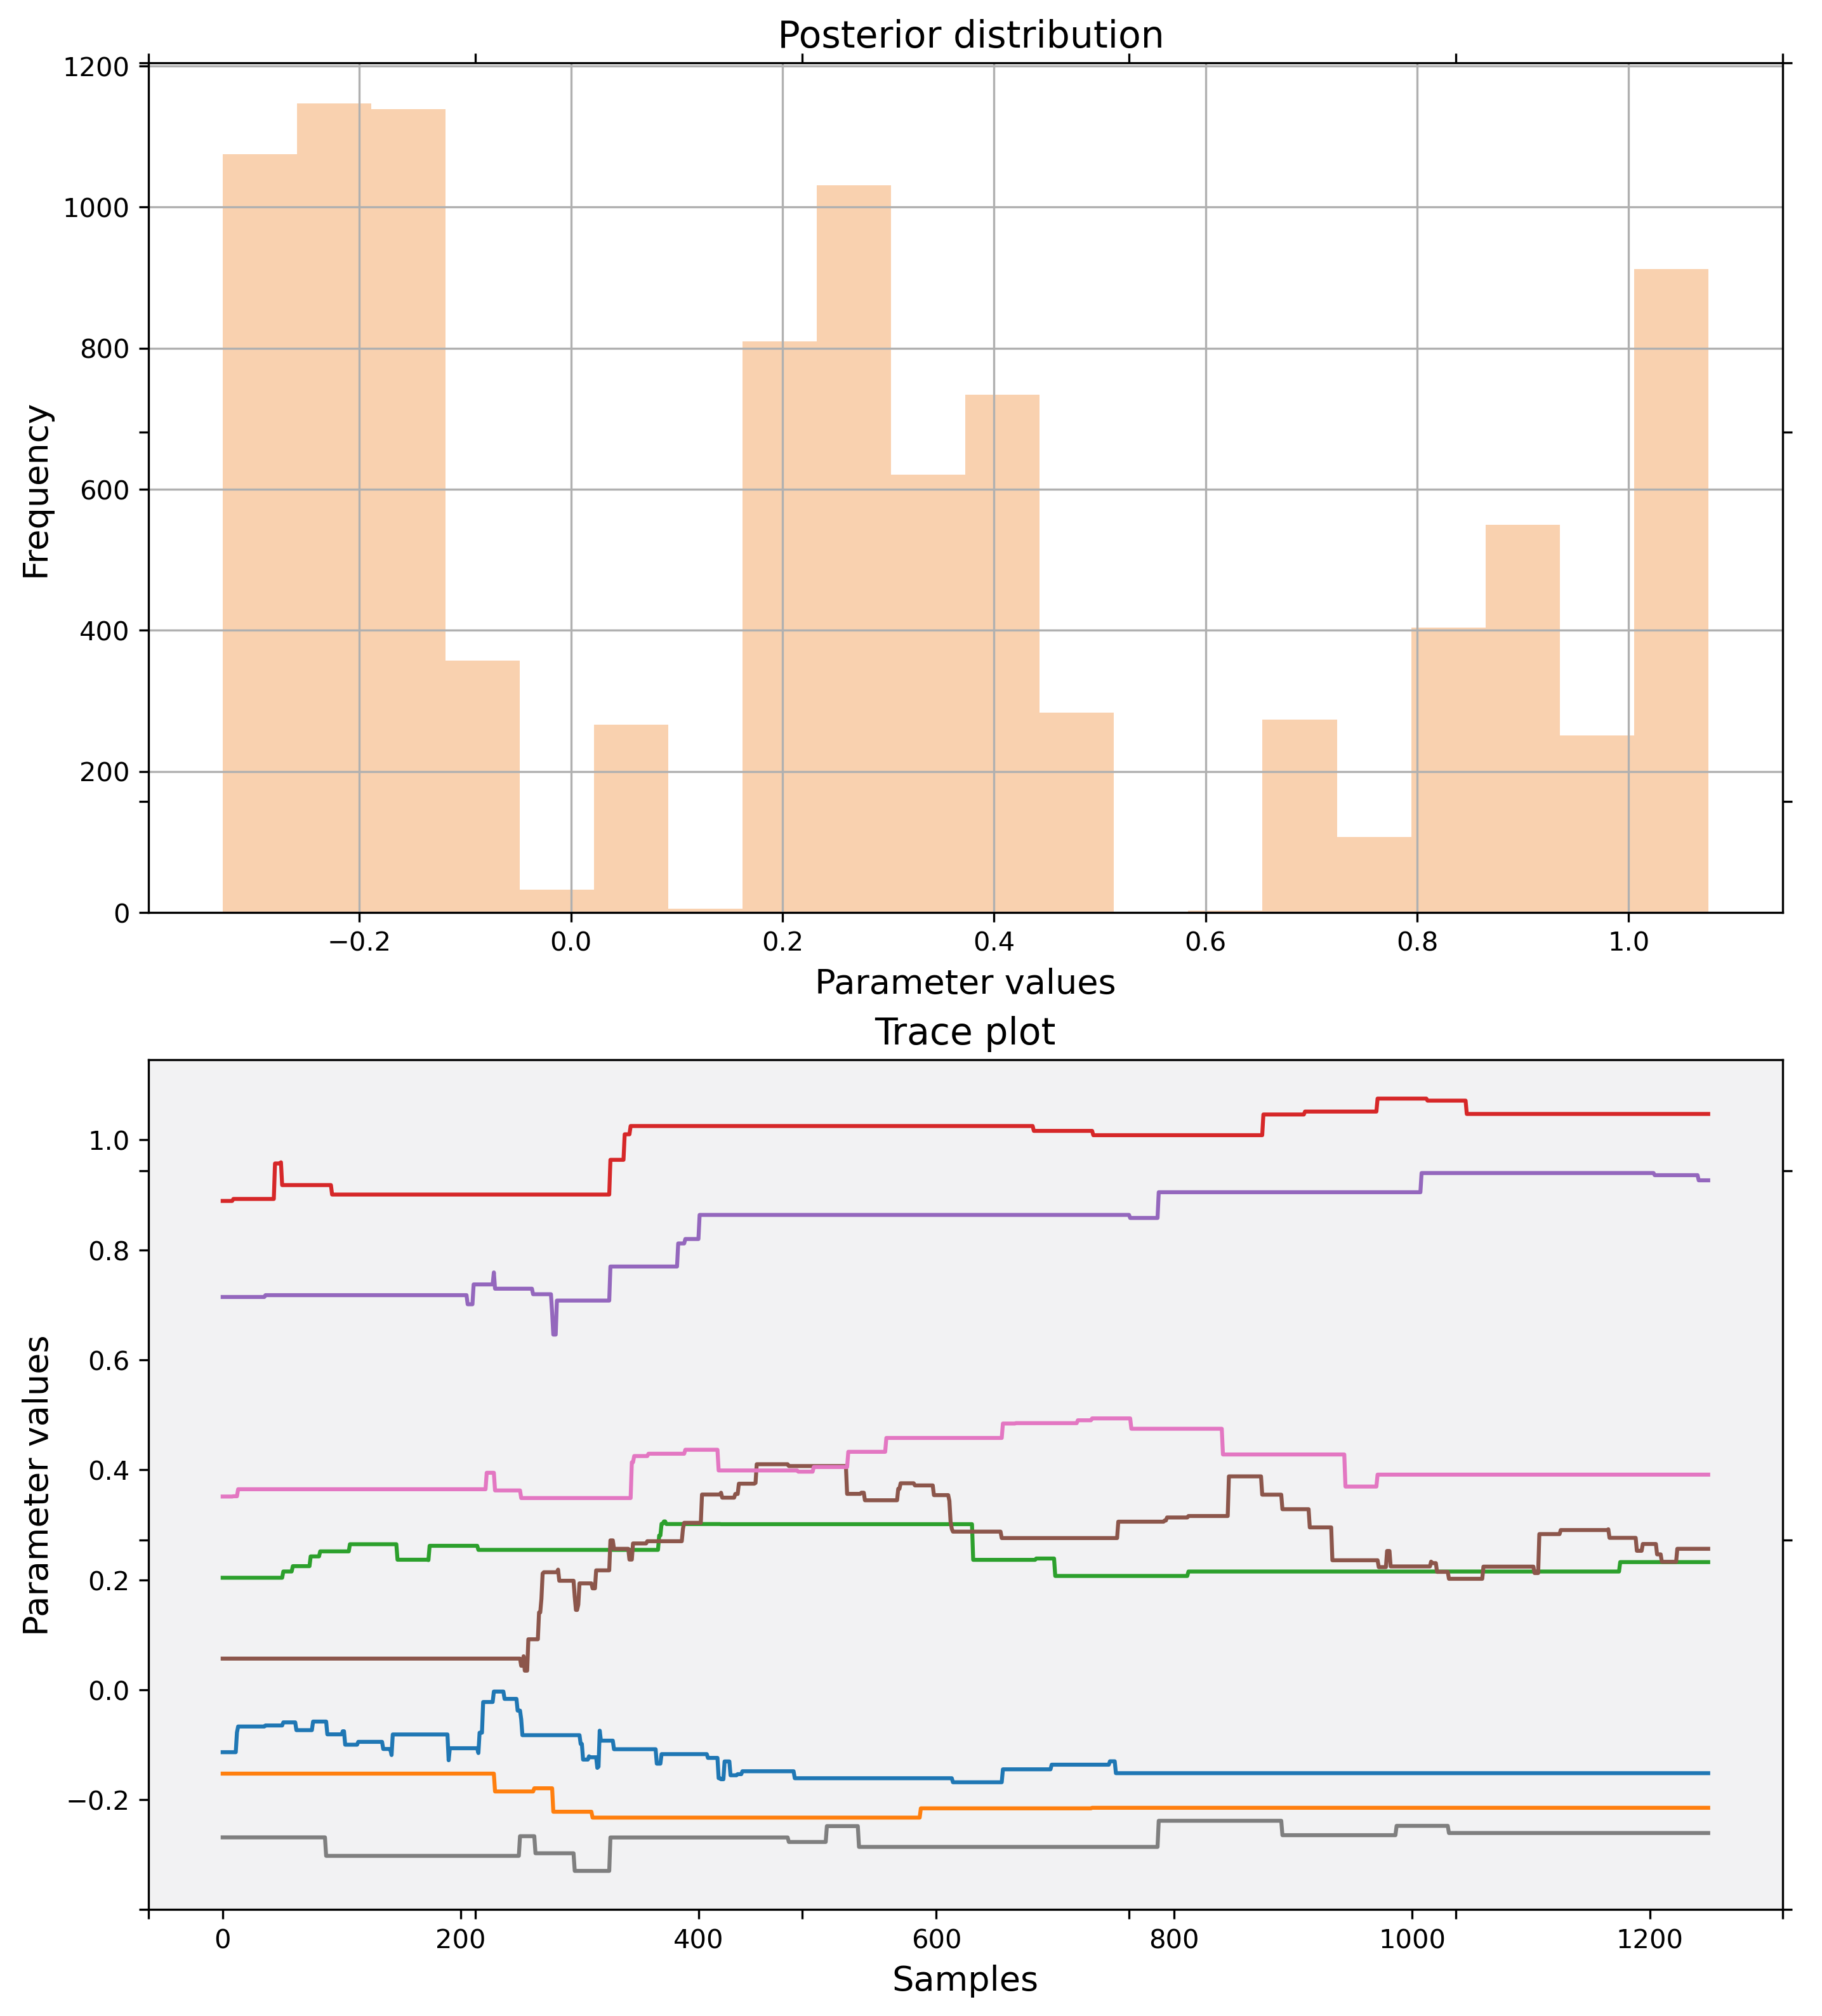 Posterior distribution
1200
1000
800
600
400
200
0
Frequency
−0.2 0.0 0.2 0.4 0.6 0.8 1.0
Parameter values
Trace plot
1.0
0.8
0.6
0.4
0.2
0.0
−0.2
Parameter values
0 200 400 600 800 1000 1200
Samples